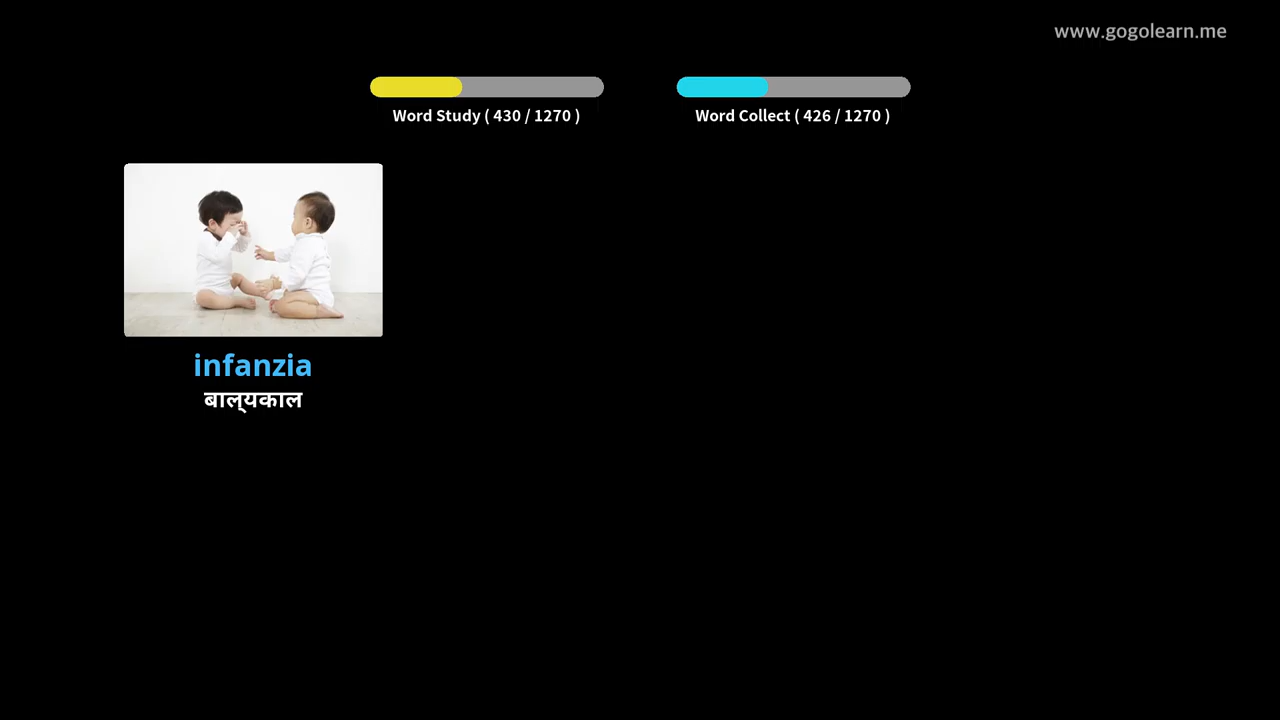 www.gogolearn.me
Word Study ( 430 / 1270 )
Word Collect ( 426 / 1270 )
infanzia
बाल्यकाल